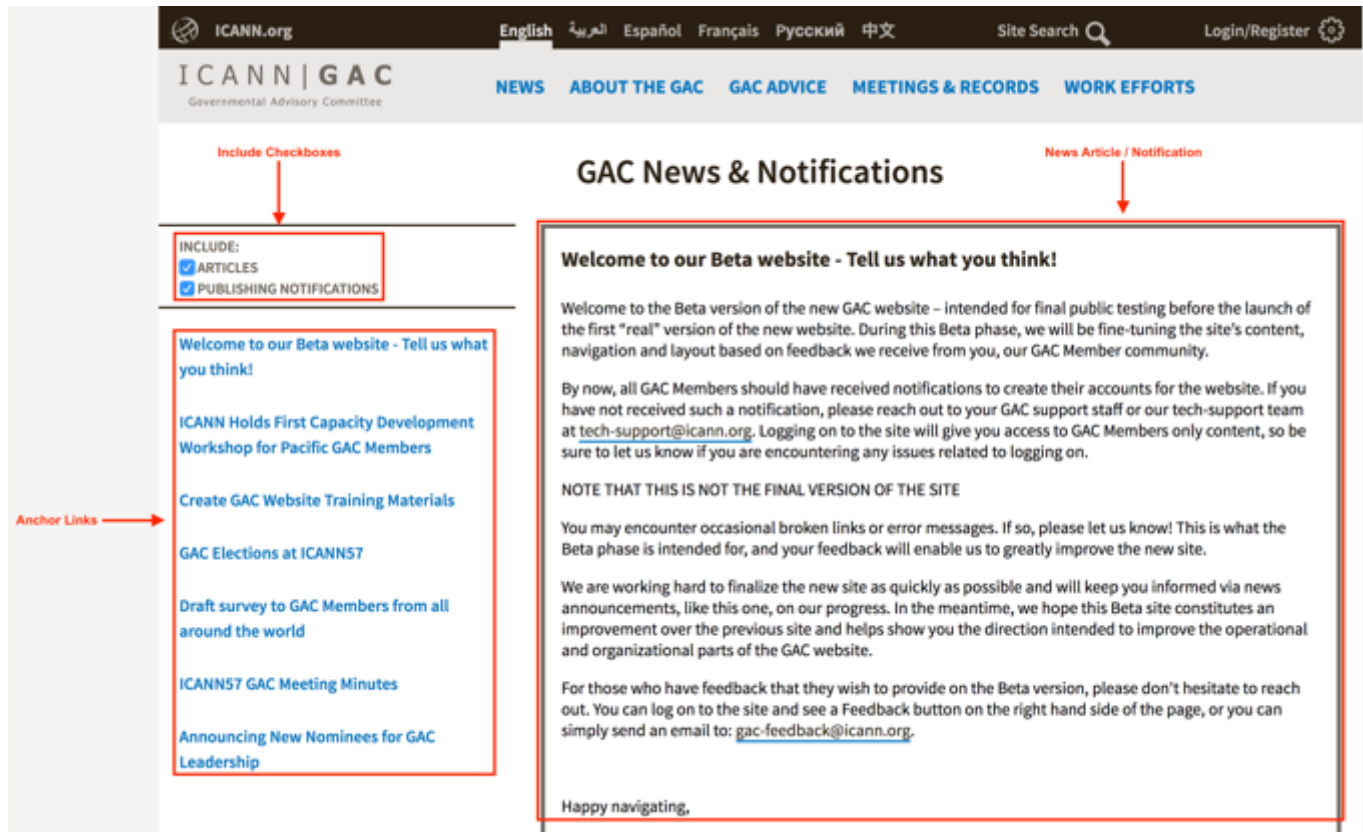 ICANN.org English العربية Español Français Русский 中文 Site Search Login/Register
ICANN|GAC
Governmental Advisory Committee
NEWS ABOUT THE GAC GAC ADVICE MEETINGS & RECORDS WORK EFFORTS
Include Checkboxes
News Article / Notification
GAC News & Notifications
INCLUDE:
ARTICLES
PUBLISHING NOTIFICATIONS
Anchor Links
Welcome to our Beta website - Tell us what
you think!
ICANN Holds First Capacity Development
Workshop for Pacific GAC Members
Create GAC Website Training Materials
GAC Elections at ICANN57
Draft survey to GAC Members from all
around the world
ICANN57 GAC Meeting Minutes
Announcing New Nominees for GAC
Leadership
Welcome to our Beta website - Tell us what you think!
Welcome to the Beta version of the new GAC website – intended for final public testing before the launch of
the first “real” version of the new website. During this Beta phase, we will be fine-tuning the site’s content,
navigation and layout based on feedback we receive from you, our GAC Member community.
By now, all GAC Members should have received notifications to create their accounts for the website. If you
have not received such a notification, please reach out to your GAC support staff or our tech-support team
at tech-support@icann.org. Logging on to the site will give you access to GAC Members only content, so be
sure to let us know if you are encountering any issues related to logging on.
NOTE THAT THIS IS NOT THE FINAL VERSION OF THE SITE
You may encounter occasional broken links or error messages. If so, please let us know! This is what the
Beta phase is intended for, and your feedback will enable us to greatly improve the new site.
We are working hard to finalize the new site as quickly as possible and will keep you informed via news
announcements, like this one, on our progress. In the meantime, we hope this Beta site constitutes an
improvement over the previous site and helps show you the direction intended to improve the operational
and organizational parts of the GAC website.
For those who have feedback that they wish to provide on the Beta version, please don't hesitate to reach
out. You can log on to the site and see a Feedback button on the right hand side of the page, or you can
simply send an email to: gac-feedback@icann.org.
Happy navigating,